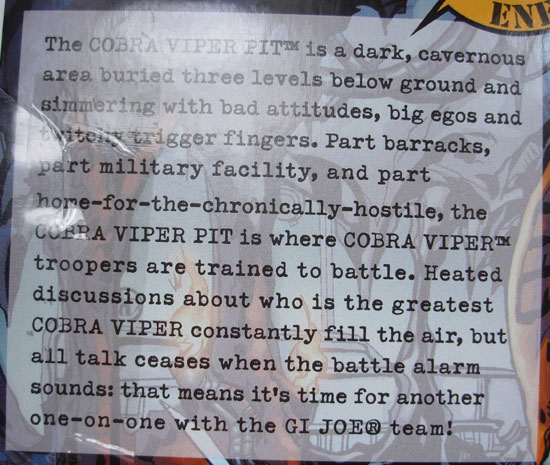 ENE
The COBRA VIPER PIT™ is a dark, cavernous
area buried three levels below ground and
simmering with bad attitudes, big egos and
twitchy trigger fingers. Part barracks,
part military facility, and part
home-for-the-chronically-hostile, the
COBRA VIPER PIT is where COBRA VIPER™
troopers are trained to battle. Heated
discussions about who is the greatest
COBRA VIPER constantly fill the air, but
all talk ceases when the battle alarm
sounds: that means it's time for another
one-on-one with the GI JOE® team!